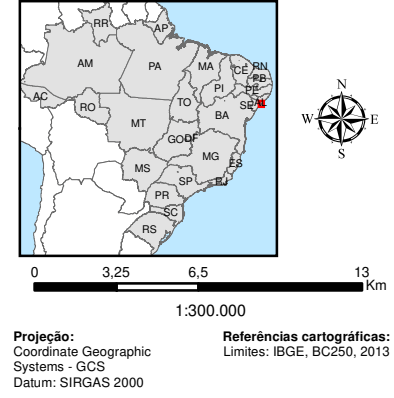 RR
AP
AM
PA
MA
CE
RN
PB
PE
AL
SE
PI
AC
RO
TO
BA
MT
GO
DF
MG
ES
MS
SP
RJ
PR
SC
RS
N
W
E
S
0 3,25 6,5 13
Km
1:300.000
Projeção:
Coordinate Geographic
Systems - GCS
Datum: SIRGAS 2000
Referências cartográficas:
Limites: IBGE, BC250, 2013